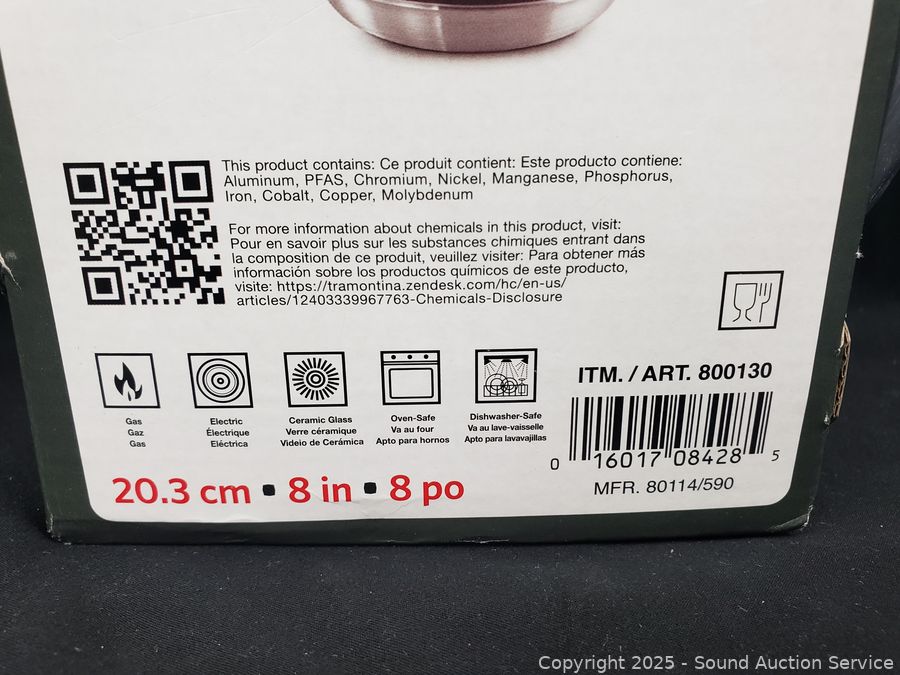 This product contains: Ce produit contient: Este producto contiene:
Aluminum, PFAS, Chromium, Nickel, Manganese, Phosphorus,
Iron, Cobalt, Copper, Molybdenum
For more information about chemicals in this product, visit:
Pour en savoir plus sur les substances chimiques entrant dans
la composition de ce produit, veuillez visiter: Para obtener más
información sobre los productos químicos de este producto,
visite: https://tramontina.zendesk.com/hc/en-us/
articles/12403339967763-Chemicals-Disclosure
Gas
Gaz
Gas
Electric
Électrique
Eléctrica
Ceramic Glass
Verre céramique
Videio de Cerámica
Oven-Safe
Va au four
Apto para hornos
Dishwasher-Safe
Va au lave-vaisselle
Apto para lavavajillas
ITM. / ART. 800130
0 16017 08428 5
MFR. 80114/590
20.3 cm ▪ 8 in ▪ 8 po
Copyright 2025 - Sound Auction Service